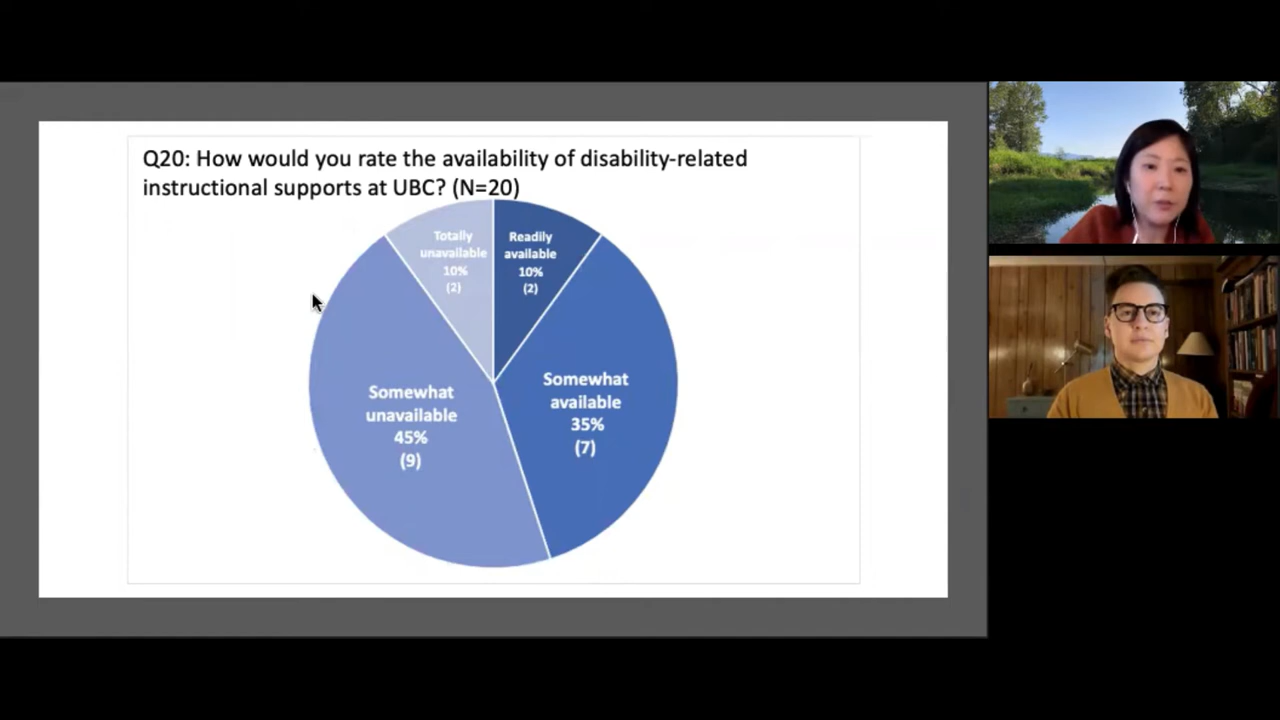 Q20: How would you rate the availability of disability-related
instructional supports at UBC? (N=20)
Totally
unavailable
10%
(2)
Readily
available
10%
(2)
Somewhat
unavailable
45%
(9)
Somewhat
available
35%
(7)